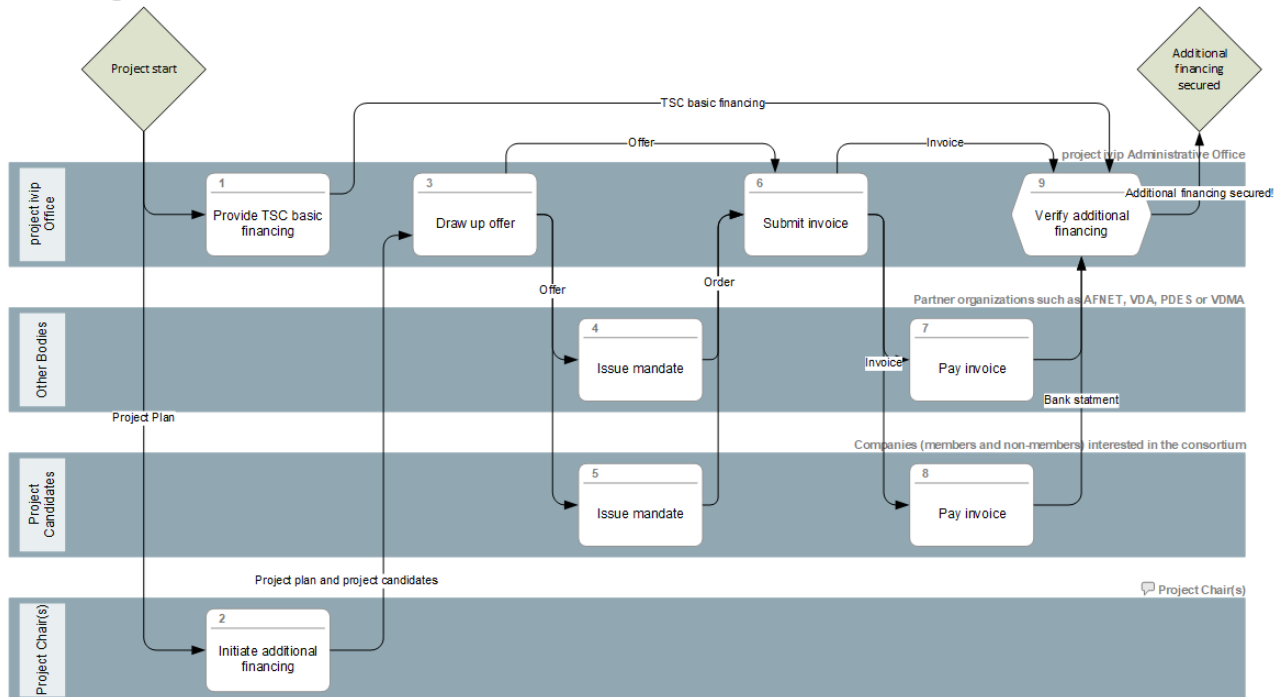 Project start
Additional
financing
secured
TSC basic financing
Offer
Invoice
project ivip Administrative Office
project ivip
Office
1
Provide TSC basic
financing
3
Draw up offer
6
Submit invoice
9
Verify additional
financing
Additional financing secured!
Offer
Order
Partner organizations such as AFNET, VDA, PDES or VDMA
Other Bodies
4
Issue mandate
7
Pay invoice
Invoice
Bank statment
Project Plan
Companies (members and non-members) interested in the consortium
Project
Candidates
5
Issue mandate
8
Pay invoice
Project plan and project candidates
Project Chair(s)
Project Chair(s)
2
Initiate additional
financing